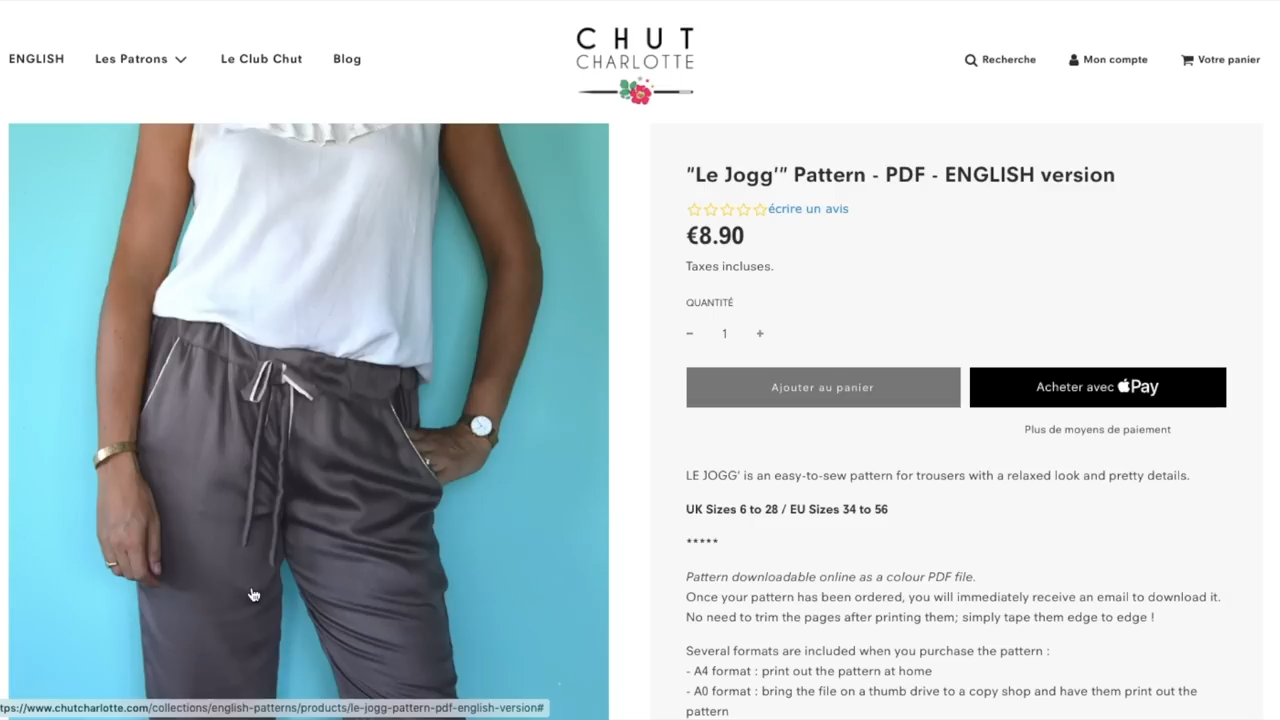 ENGLISH
Les Patrons
Le Club Chut
Blog
CHUT
CHARLOTTE
Recherche
Mon compte
Votre panier
"Le Jogg'" Pattern - PDF - ENGLISH version
écrire un avis
€8.90
Taxes incluses.
QUANTITÉ
- 1 +
Ajouter au panier
Acheter avec Pay
Plus de moyens de paiement
LE JOGG' is an easy-to-sew pattern for trousers with a relaxed look and pretty details.
UK Sizes 6 to 28 / EU Sizes 34 to 56
*****
Pattern downloadable online as a colour PDF file.
Once your pattern has been ordered, you will immediately receive an email to download it.
No need to trim the pages after printing them; simply tape them edge to edge !
Several formats are included when you purchase the pattern :
- A4 format : print out the pattern at home
- A0 format : bring the file on a thumb drive to a copy shop and have them print out the
pattern
tps://www.chutcharlotte.com/collections/english-patterns/products/le-jogg-pattern-pdf-english-version#